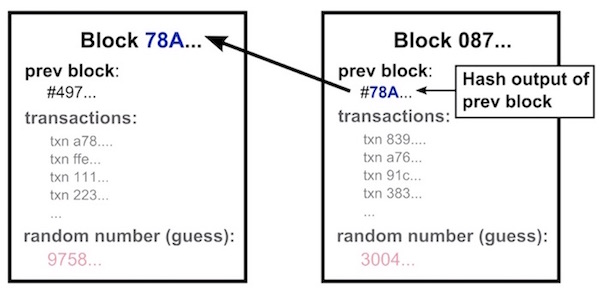 Block 78A...
prev block:
#497...
transactions:
txn a78....
txn ffe...
txn 111...
txn 223...
...
random number (guess):
9758...
Block 087...
prev block:
#78A...
Hash output of
prev block
transactions:
txn 839....
txn a76...
txn 91c...
txn 383...
...
random number (guess):
3004...